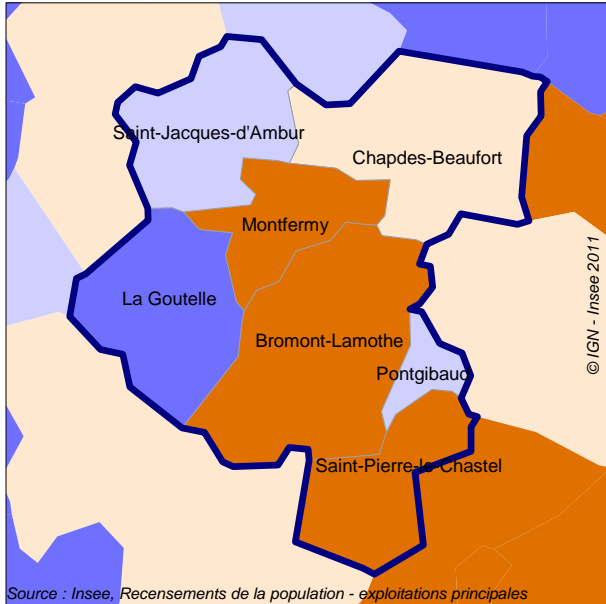 Saint-Jacques-d'Ambur
Chapdes-Beaufort
Montfermy
La Goutelle
Bromont-Lamothe
Pontgibaud
Saint-Pierre-le-Chastel
© IGN - Insee 2011
Source : Insee, Recensements de la population - exploitations principales